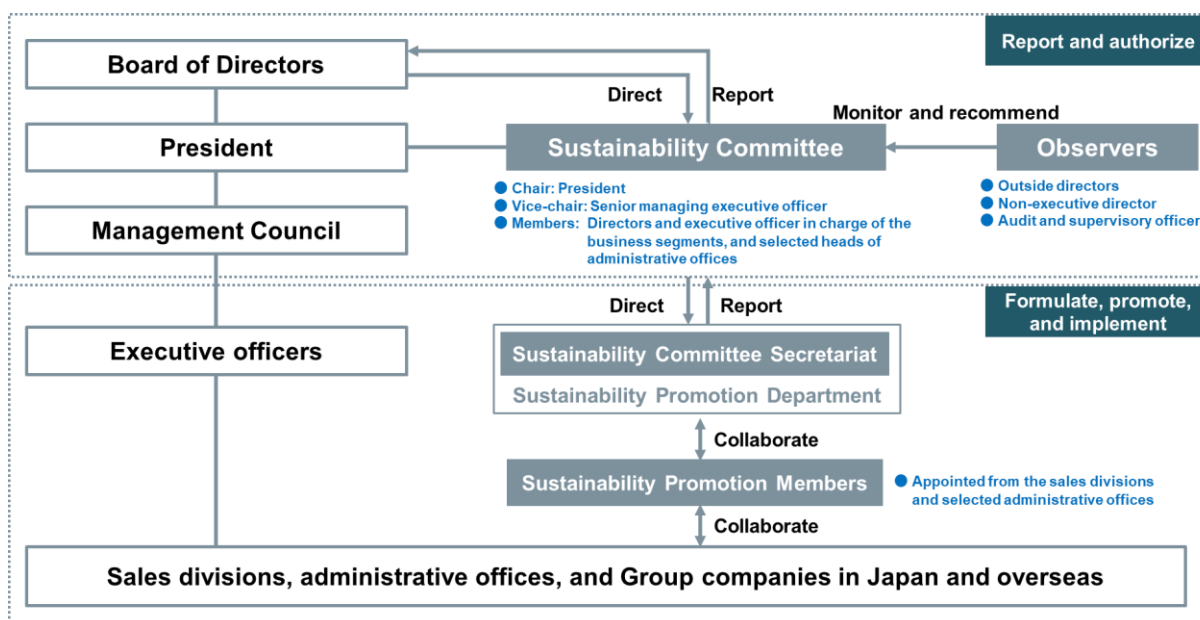 Report and authorize
Board of Directors
Direct
Report
Monitor and recommend
President
Sustainability Committee
Observers
● Chair: President
● Vice-chair: Senior managing executive officer
● Members: Directors and executive officer in charge of the
business segments, and selected heads of
administrative offices
● Outside directors
● Non-executive director
● Audit and supervisory officer
Management Council
Formulate, promote,
and implement
Direct
Report
Executive officers
Sustainability Committee Secretariat
Sustainability Promotion Department
Collaborate
Sustainability Promotion Members
● Appointed from the sales divisions
and selected administrative offices
Collaborate
Sales divisions, administrative offices, and Group companies in Japan and overseas